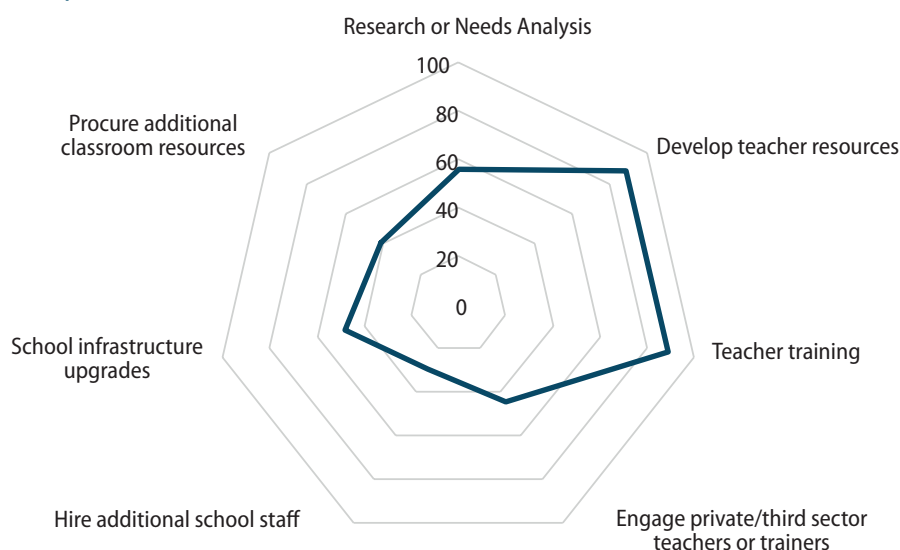 Research or Needs Analysis
100
80
60
40
20
0
Develop teacher resources
Teacher training
Engage private/third sector
teachers or trainers
Hire additional school staff
School infrastructure
upgrades
Procure additional
classroom resources